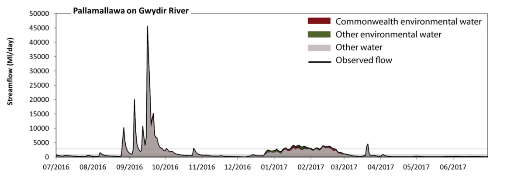 Pallamallawa on Gwydir River
Streamflow (Ml/day)
50000
45000
40000
35000
30000
25000
20000
15000
10000
5000
0
Commonwealth environmental water
Other environmental water
Other water
Observed flow
07/2016 08/2016 09/2016 10/2016 11/2016 12/2016 01/2017 02/2017 03/2017 04/2017 05/2017 06/2017